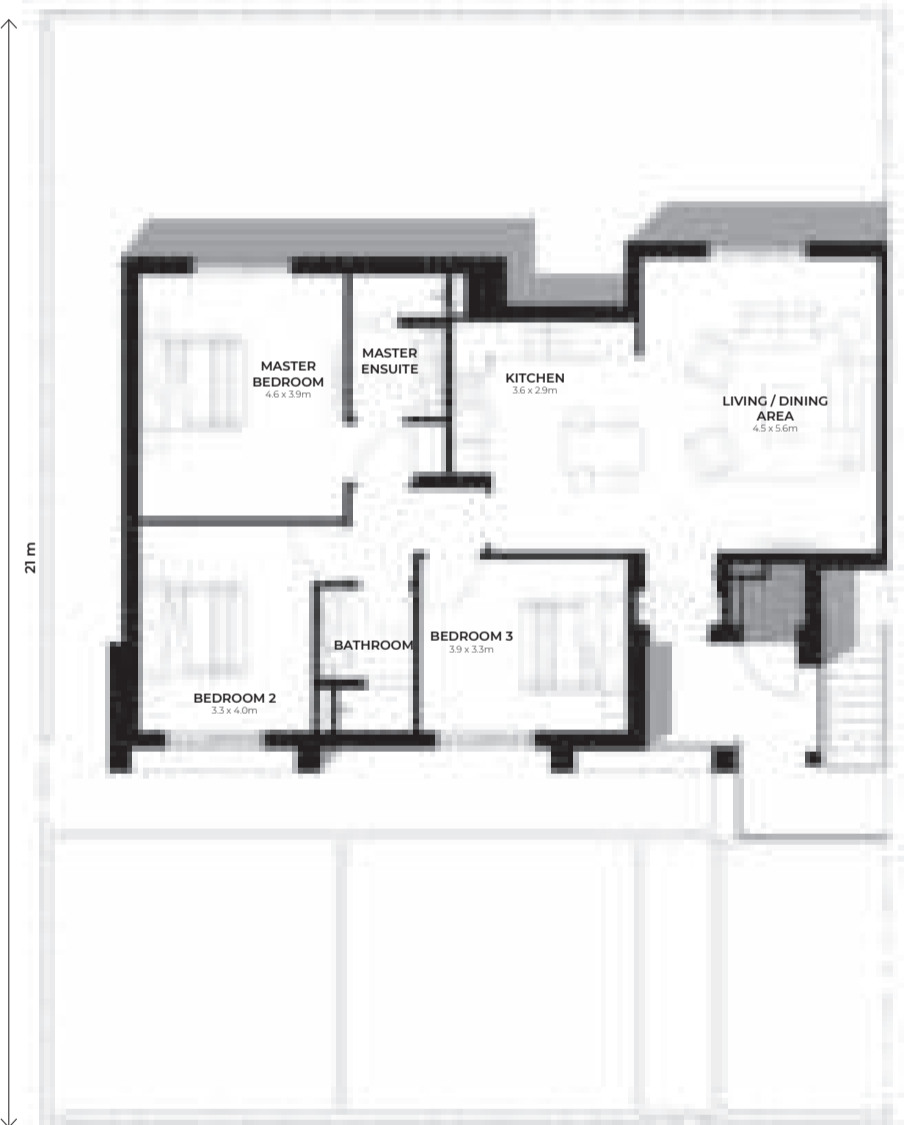 21 m
MASTER
BEDROOM
4.6 x 3.9m
MASTER
ENSUITE
KITCHEN
3.6 x 2.9m
LIVING / DINING
AREA
4.5 x 5.6m
BEDROOM 2
3.3 x 4.0m
BATHROOM
BEDROOM 3
3.9 x 3.3m